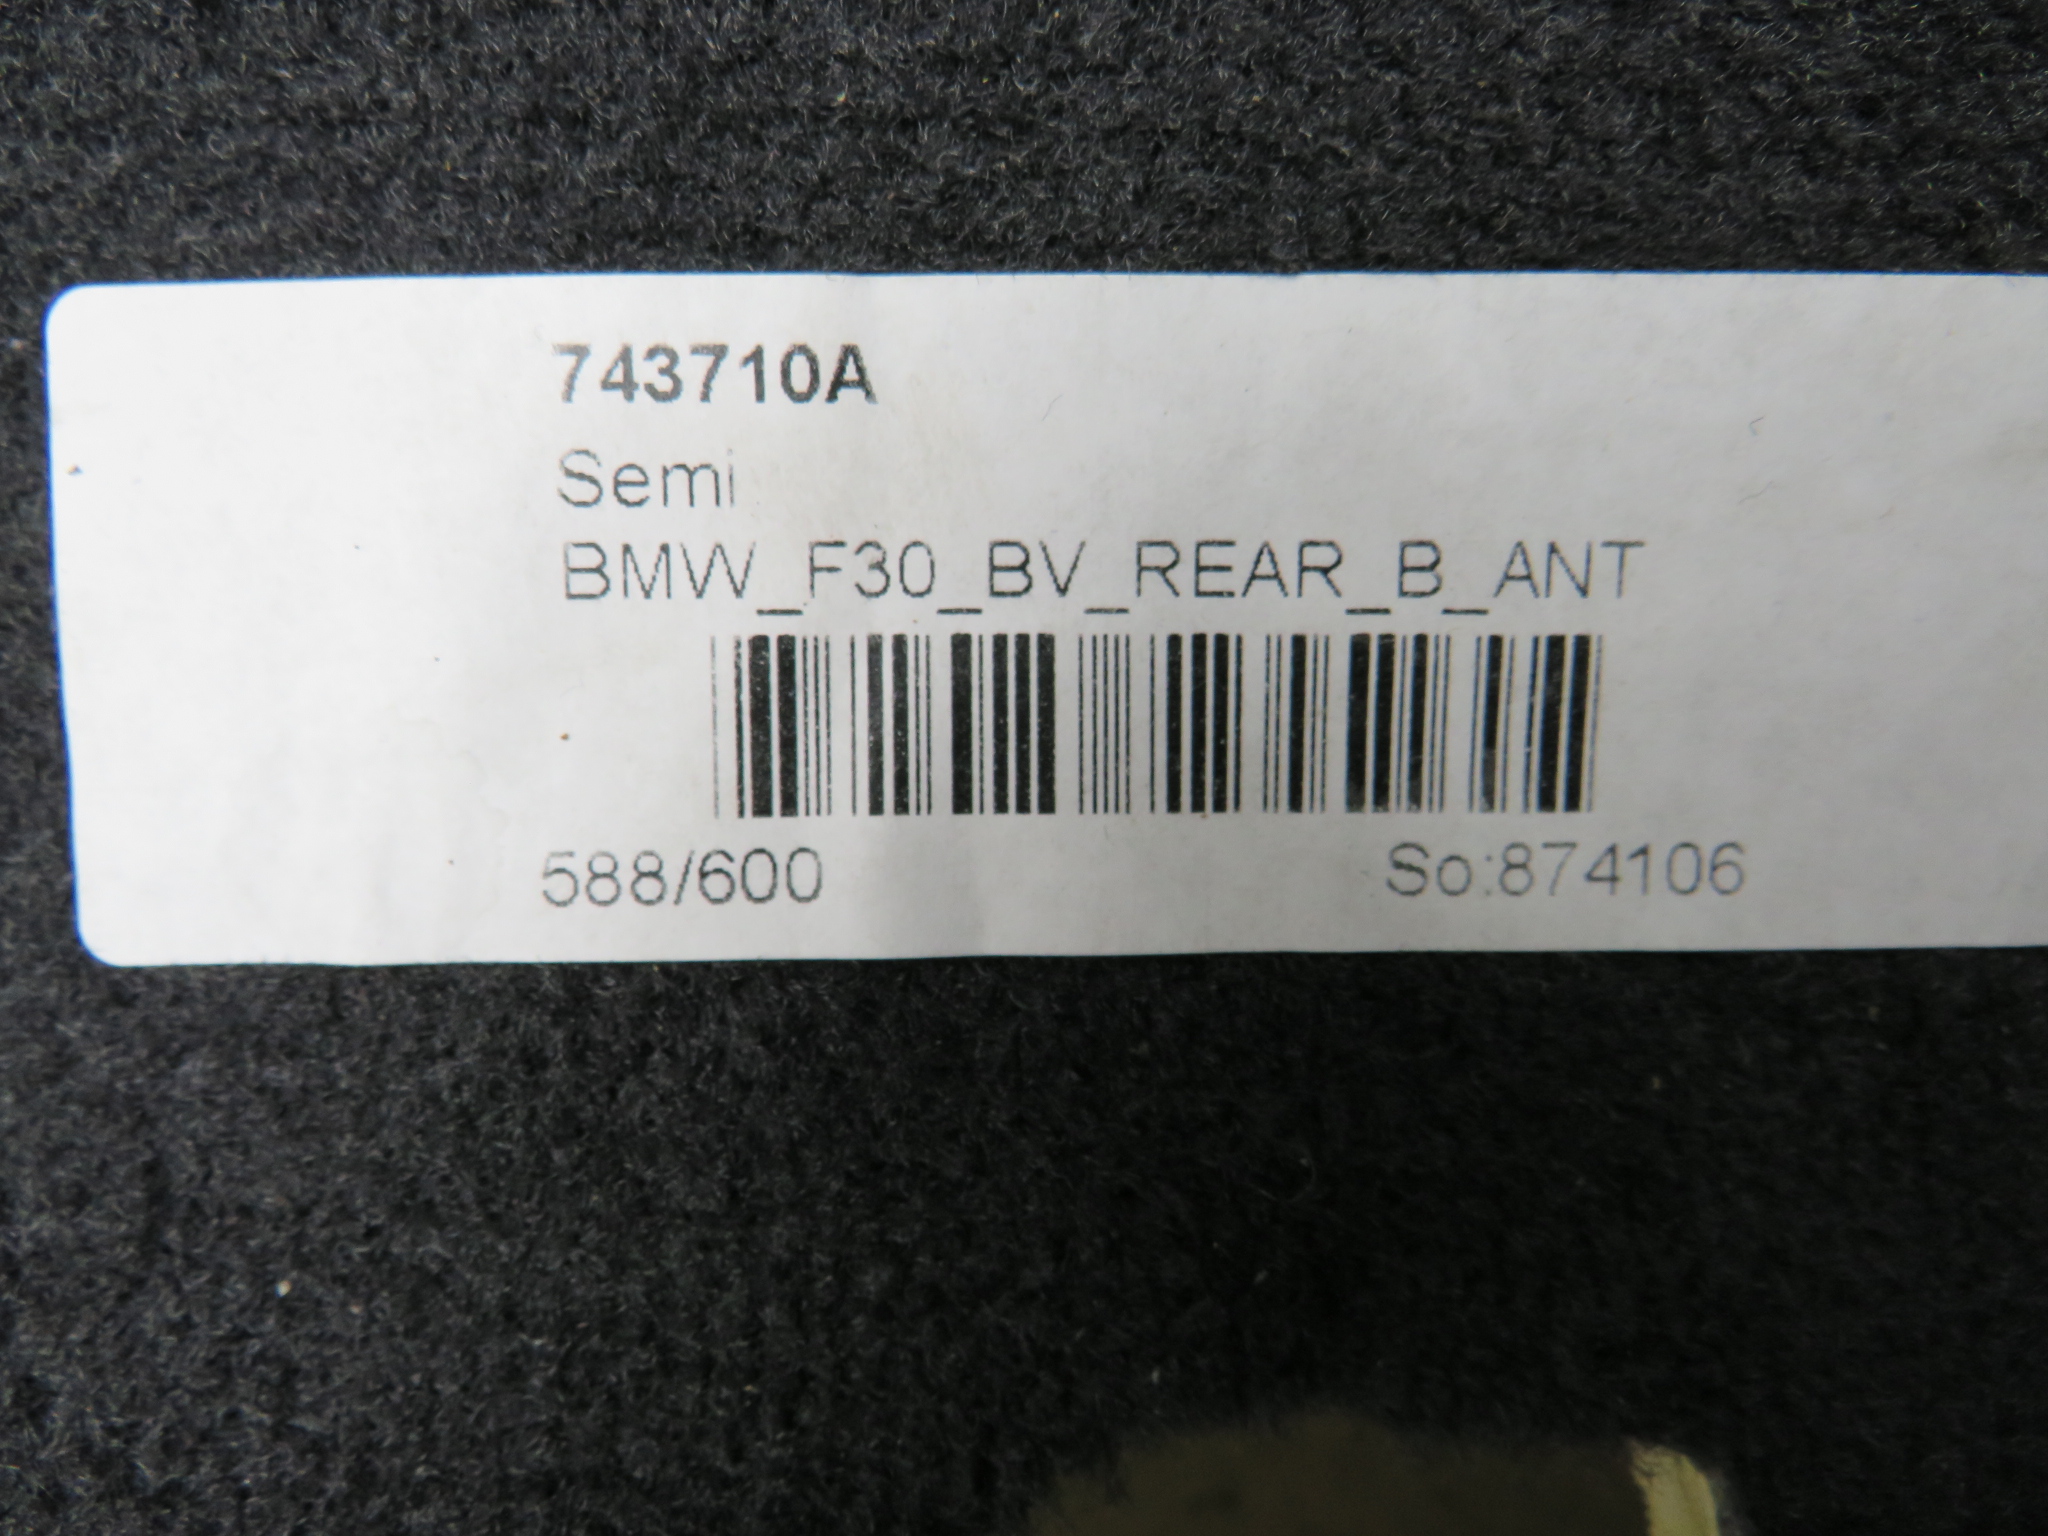 743710A
Semi
BMW_F30_BV_REAR_B_ANT
588/600
So:874106